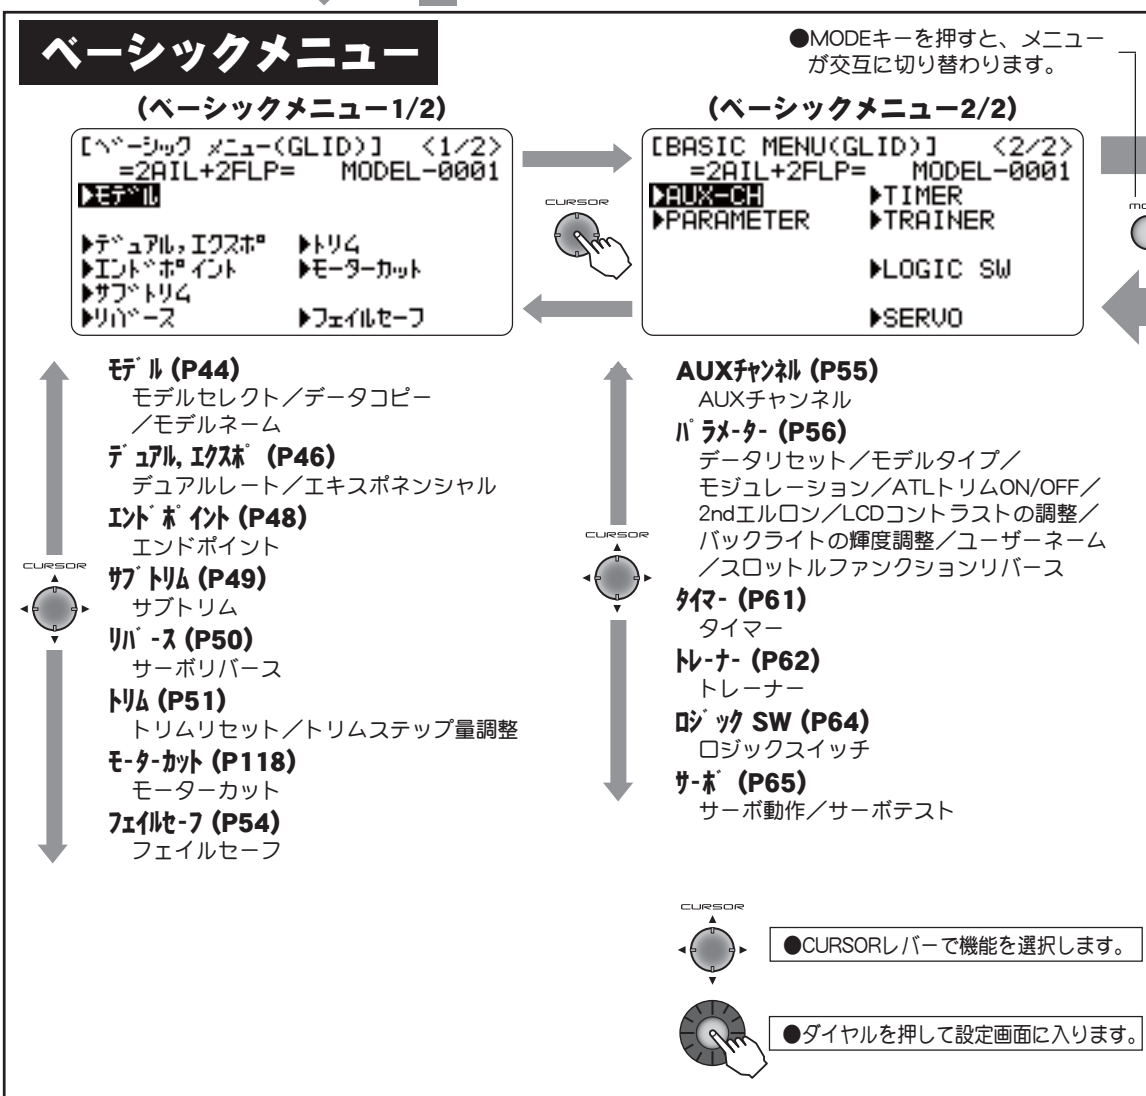 ベーシックメニュー
●MODEキーを押すと、メニュー
が交互に切り替わります。
(ベーシックメニュー1/2)
[ベーシック メニュー(GLID)] <1/2>
=2AIL+2FLP= MODEL-0001
▶モデル
▶デュアル,エクスポ ▶トリム
▶エンドポイント ▶モーターカット
▶サブトリム
▶リバース ▶フェイルセーフ
CURSOR
(ベーシックメニュー2/2)
[BASIC MENU(GLID)] <2/2>
=2AIL+2FLP= MODEL-0001
▶AUX-CH ▶TIMER
▶PARAMETER ▶TRAINER
▶LOGIC SW
▶SERVO
モデル (P44)
モデルセレクト／データコピー
／モデルネーム
デュアル,エクスポ (P46)
デュアルレート／エキスポネンシャル
エンドポイント (P48)
エンドポイント
サブトリム (P49)
サブトリム
リバース (P50)
サーボリバース
トリム (P51)
トリムリセット／トリムステップ量調整
モーターカット (P118)
モーターカット
フェイルセーフ (P54)
フェイルセーフ
CURSOR
AUXチャンネル (P55)
AUXチャンネル
パラメーター (P56)
データリセット／モデルタイプ／
モジュレーション／ATLトリムON/OFF／
2ndエルロン／LCDコントラストの調整／
バックライトの輝度調整／ユーザーネーム
／スロットルファンクションリバース
タイマー (P61)
タイマー
トレーナー (P62)
トレーナー
ロジック SW (P64)
ロジックスイッチ
サーボ (P65)
サーボ動作／サーボテスト
CURSOR
CURSOR
●CURSORレバーで機能を選択します。
●ダイヤルを押して設定画面に入ります。